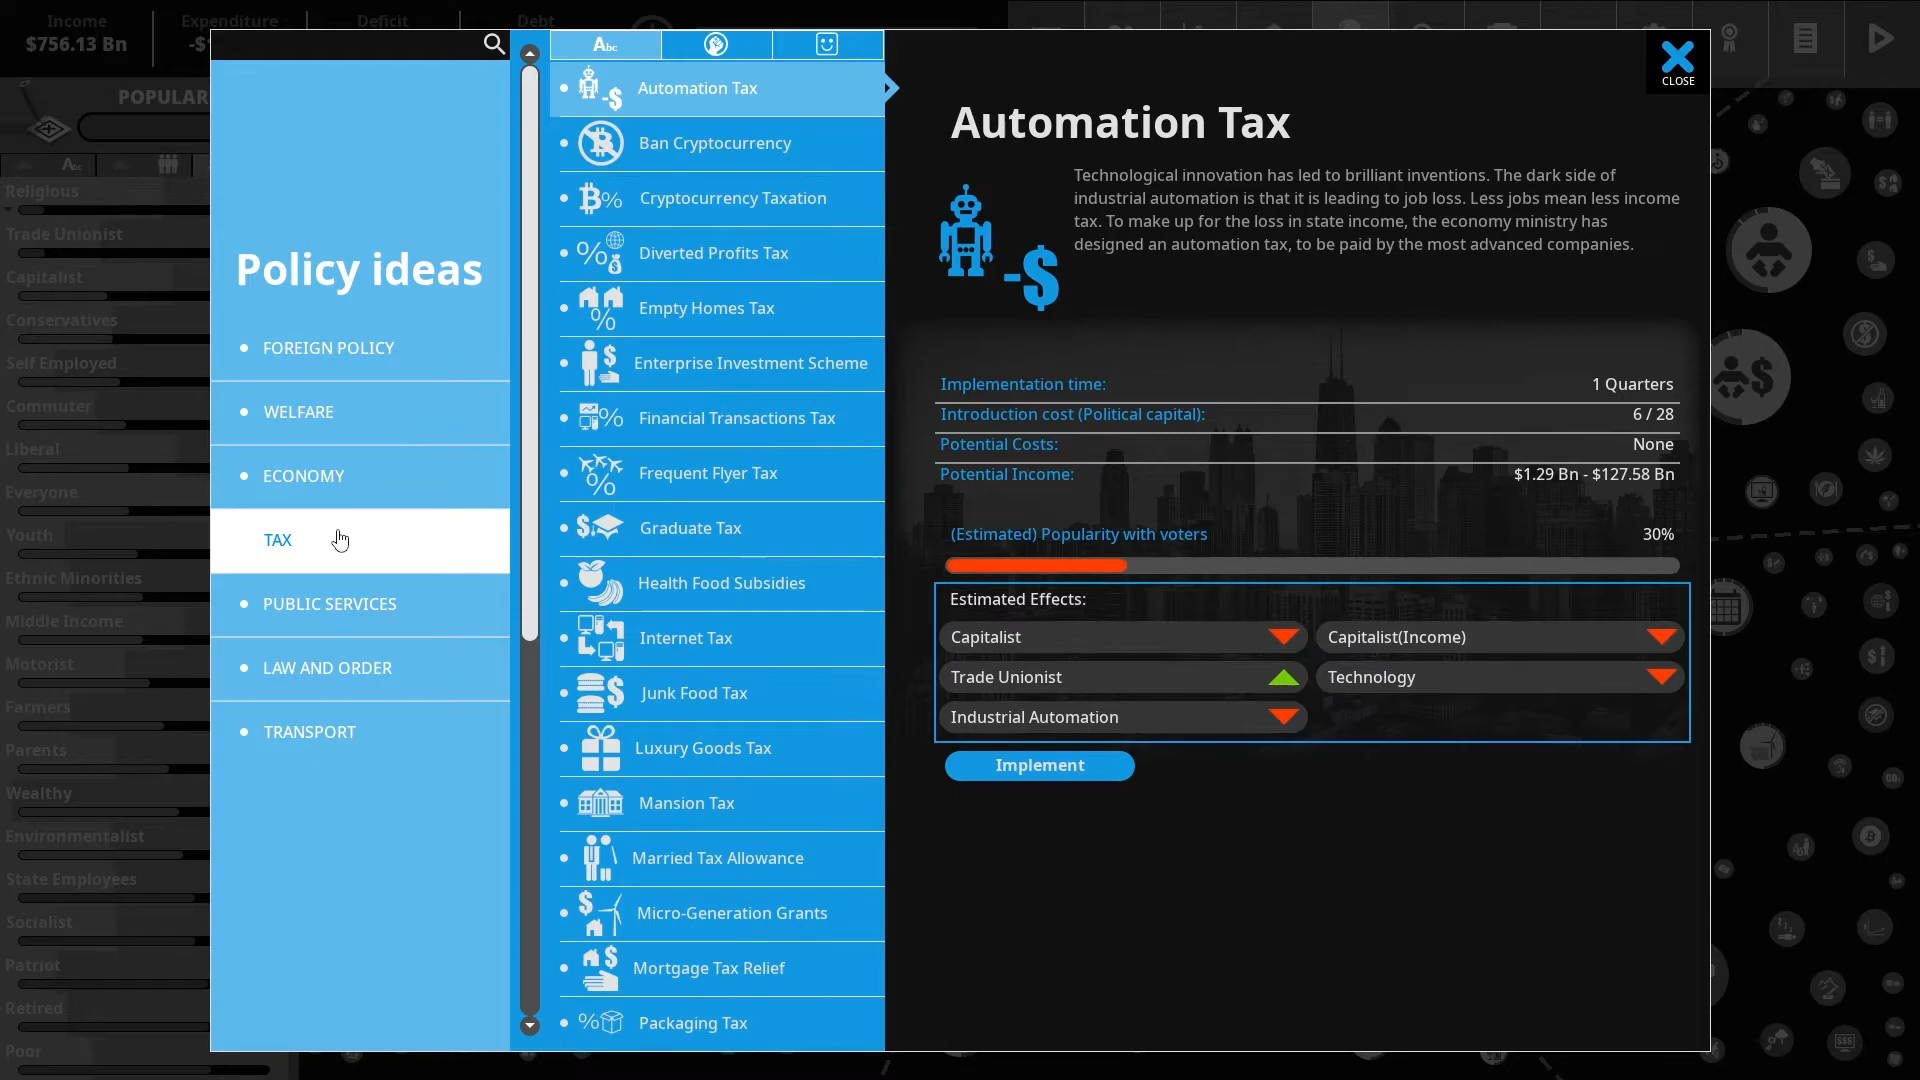 Income
Expenditure
Deficit
Debt
$756.13 Bn
-$1
CLOSE
POPULAR
Abc
Religious
Trade Unionist
Capitalist
Conservatives
Self Employed
Commuter
Liberal
Everyone
Youth
Ethnic Minorities
Middle Income
Motorist
Farmers
Parents
Wealthy
Environmentalist
State Employees
Socialist
Patriot
Retired
Poor
Policy ideas
FOREIGN POLICY
WELFARE
ECONOMY
TAX
PUBLIC SERVICES
LAW AND ORDER
TRANSPORT
Abc
Automation Tax
Ban Cryptocurrency
Cryptocurrency Taxation
Diverted Profits Tax
Empty Homes Tax
Enterprise Investment Scheme
Financial Transactions Tax
Frequent Flyer Tax
Graduate Tax
Health Food Subsidies
Internet Tax
Junk Food Tax
Luxury Goods Tax
Mansion Tax
Married Tax Allowance
Micro-Generation Grants
Mortgage Tax Relief
Packaging Tax
Automation Tax
Technological innovation has led to brilliant inventions. The dark side of
industrial automation is that it is leading to job loss. Less jobs mean less income
tax. To make up for the loss in state income, the economy ministry has
designed an automation tax, to be paid by the most advanced companies.
Implementation time: 1 Quarters
Introduction cost (Political capital): 6 / 28
Potential Costs: None
Potential Income: $1.29 Bn - $127.58 Bn
(Estimated) Popularity with voters 30%
Estimated Effects:
Capitalist
Capitalist(Income)
Trade Unionist
Technology
Industrial Automation
Implement